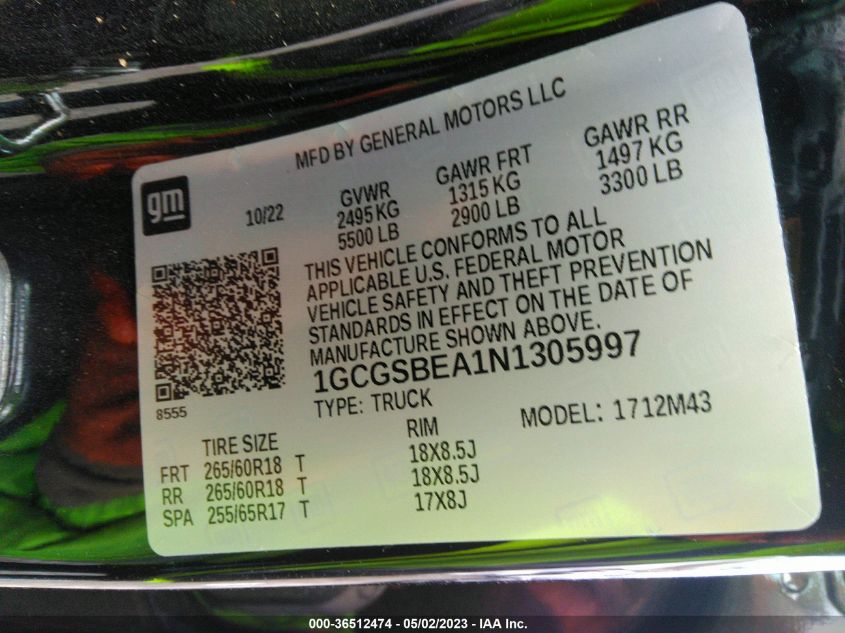 MFD BY GENERAL MOTORS LLC
gm
10/22
GVWR GAWR FRT GAWR RR
2495 KG 1315 KG 1497 KG
5500 LB 2900 LB 3300 LB
THIS VEHICLE CONFORMS TO ALL
APPLICABLE U.S. FEDERAL MOTOR
VEHICLE SAFETY AND THEFT PREVENTION
STANDARDS IN EFFECT ON THE DATE OF
MANUFACTURE SHOWN ABOVE.
1GCGSBEA1N1305997
8555
TYPE: TRUCK MODEL: 1712M43
TIRE SIZE RIM
FRT 265/60R18 T 18X8.5J
RR 265/60R18 T 18X8.5J
SPA 255/65R17 T 17X8J
000-36512474 - 05/02/2023 - IAA Inc.